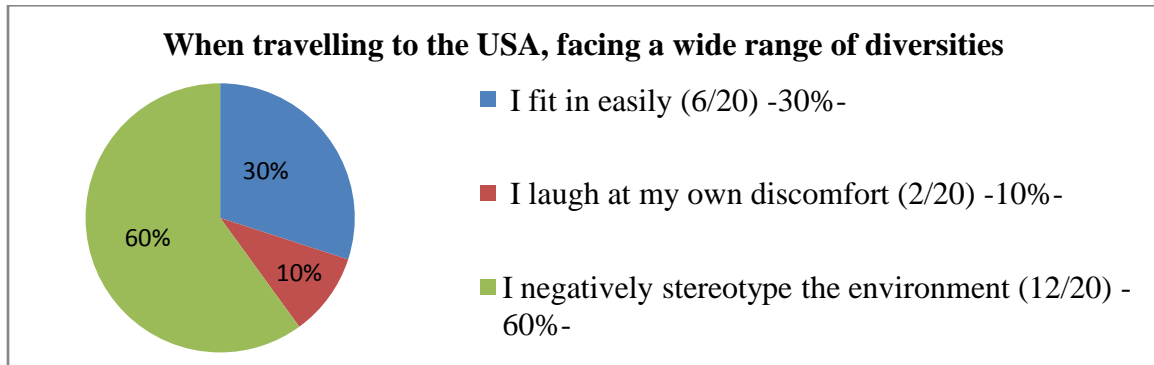 When travelling to the USA, facing a wide range of diversities
30%
10%
60%
I fit in easily (6/20) -30%-
I laugh at my own discomfort (2/20) -10%-
I negatively stereotype the environment (12/20) -
60%-